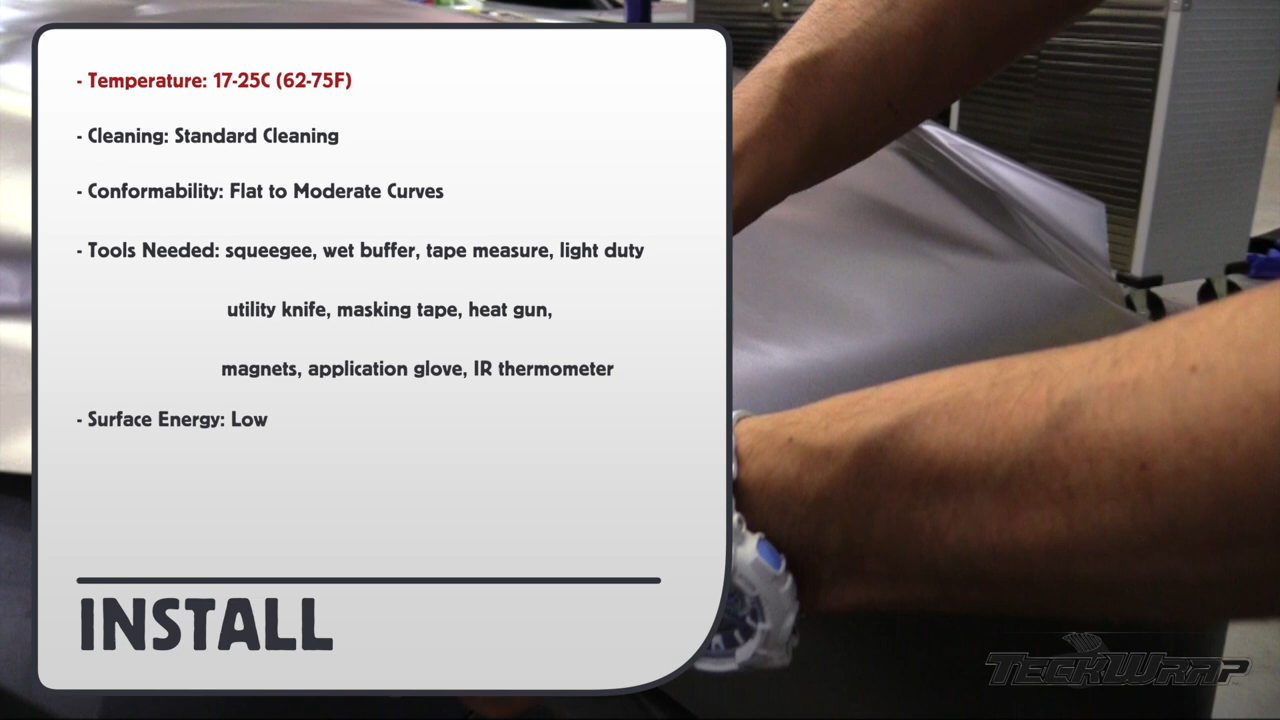 - Temperature: 17-25C (62-75F)
- Cleaning: Standard Cleaning
- Conformability: Flat to Moderate Curves
- Tools Needed: squeegee, wet buffer, tape measure, light duty
utility knife, masking tape, heat gun,
magnets, application glove, IR thermometer
- Surface Energy: Low
INSTALL
TECKWRAP